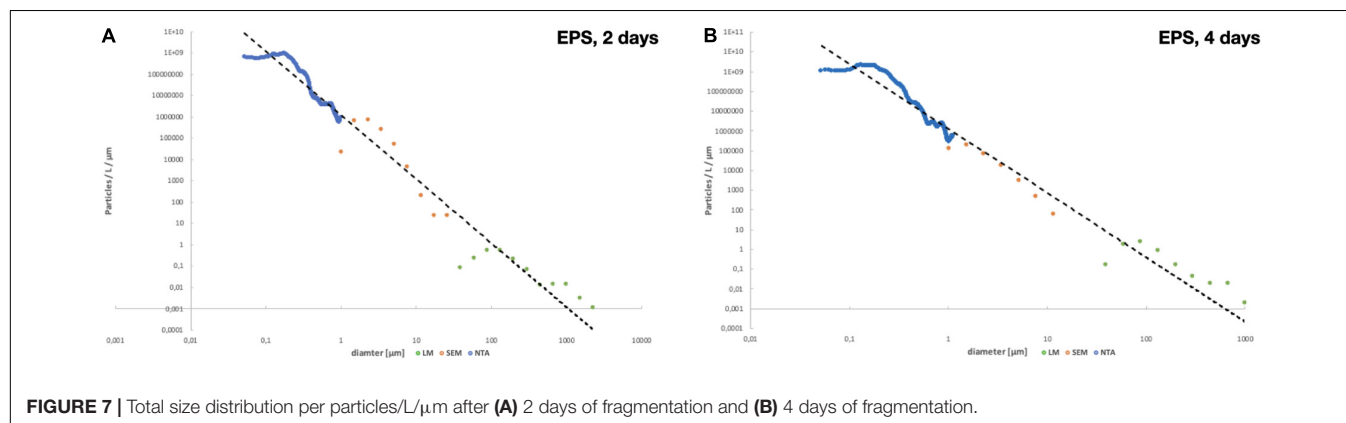 A
EPS, 2 days
1E+10
1E+09
100000000
10000000
1000000
100000
10000
1000
100
10
1
0,1
0,01
0,001
0,0001
Particles / L / µm
0,001
0,01
0,1
1
10
100
1000
10000
diamter [µm]
LM SEM NTA
B
EPS, 4 days
1E+11
1E+10
1E+09
100000000
10000000
1000000
100000
10000
1000
100
10
1
0,1
0,01
0,001
0,0001
Particles / L / µm
0,01
0,1
1
10
100
1000
diameter [µm]
LM SEM NTA
FIGURE 7 | Total size distribution per particles/L/µm after (A) 2 days of fragmentation and (B) 4 days of fragmentation.